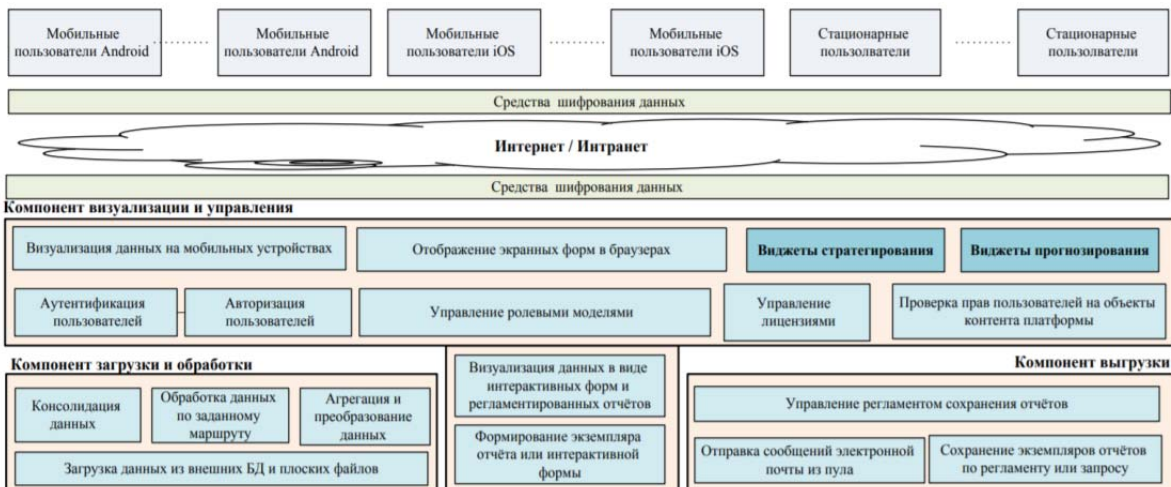 Мобильные
пользователи Android
Мобильные
пользователи Android
Мобильные
пользователи iOS
Мобильные
пользователи iOS
Стационарные
пользолватели
Стационарные
пользолватели
Средства шифрования данных
Интернет / Интранет
Средства шифрования данных
Компонент визуализации и управления
Визуализация данных на мобильных устройствах
Отображение экранных форм в браузерах
Виджеты стратегирования
Виджеты прогнозирования
Аутентификация
пользователей
Авторизация
пользователей
Управление ролевыми моделями
Управление
лицензиями
Проверка прав пользователей на объекты
контента платформы
Компонент загрузки и обработки
Консолидация
данных
Обработка данных
по заданному
маршруту
Агрегация и
преобразование
данных
Загрузка данных из внешних БД и плоских файлов
Визуализация данных в виде
интерактивных форм и
регламентированных отчётов
Формирование экземпляра
отчёта или интерактивной
формы
Компонент выгрузки
Управление регламентом сохранения отчётов
Отправка сообщений электронной
почты из пула
Сохранение экземпляров отчётов
по регламенту или запросу